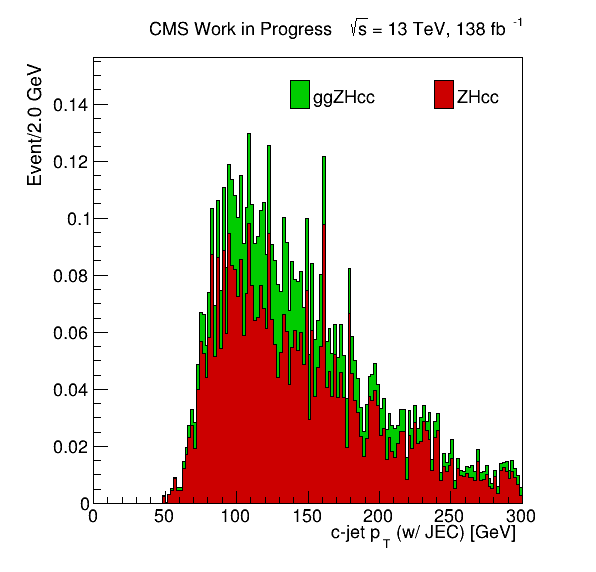 CMS Work in Progress √s = 13 TeV, 138 fb -1
Event/2.0 GeV
ggZHcc ZHcc
0.14
0.12
0.1
0.08
0.06
0.04
0.02
0
0 50 100 150 200 250 300
c-jet p_T (w/ JEC) [GeV]